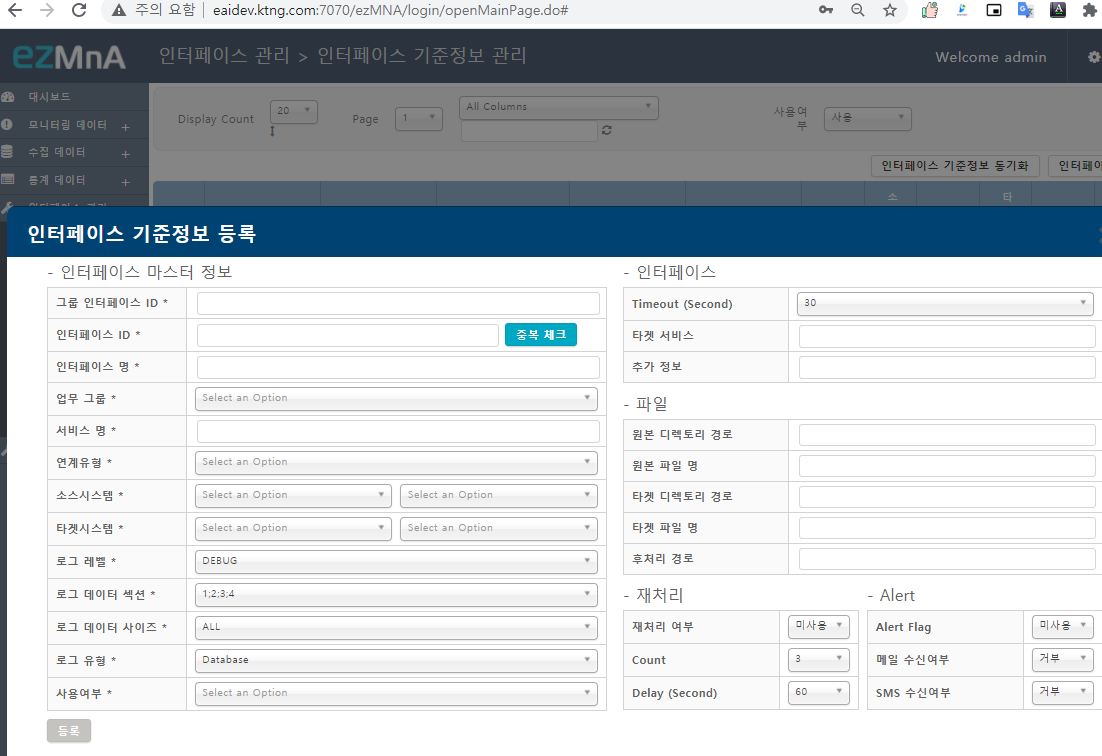 주의 요함 eaidev.ktng.com:7070/ezMNA/login/openMainPage.do#
ezMnA 인터페이스 관리 > 인터페이스 기준정보 관리 Welcome admin
대시보드
모니터링 데이터 +
수집 데이터 +
통계 데이터 +
인터페이스 관리
Display Count 20 Page 1 All Columns 사용여부 사용
인터페이스 기준정보 동기화 인터페이
소 타
인터페이스 기준정보 등록
- 인터페이스 마스터 정보
그룹 인터페이스 ID *
인터페이스 ID * 중복 체크
인터페이스 명 *
업무 그룹 * Select an Option
서비스 명 *
연계유형 * Select an Option
소스시스템 * Select an Option Select an Option
타겟시스템 * Select an Option Select an Option
로그 레벨 * DEBUG
로그 데이터 섹션 * 1;2;3;4
로그 데이터 사이즈 * ALL
로그 유형 * Database
사용여부 * Select an Option
등록
- 인터페이스
Timeout (Second) 30
타겟 서비스
추가 정보
- 파일
원본 디렉토리 경로
원본 파일 명
타겟 디렉토리 경로
타겟 파일 명
후처리 경로
- 재처리
재처리 여부 미사용
Count 3
Delay (Second) 60
- Alert
Alert Flag 미사용
메일 수신여부 거부
SMS 수신여부 거부